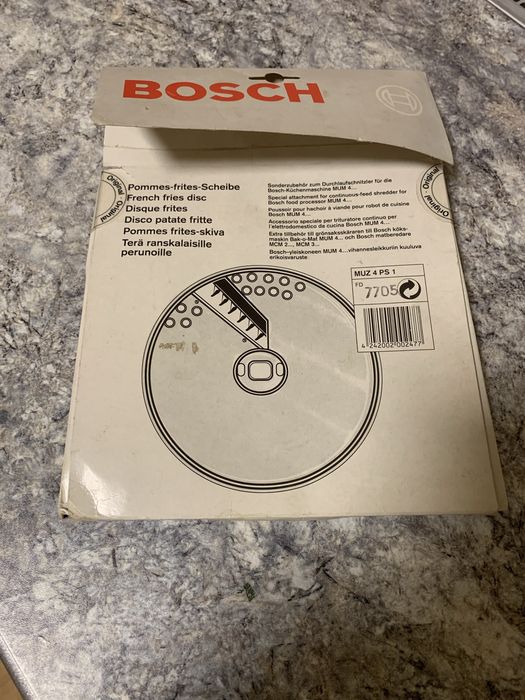 BOSCH
Original
Original
Original
Original
Pommes-frites-Scheibe
French fries disc
Disque frites
Disco patate fritte
Pommes frites-skiva
Terä ranskalaisille
perunoille
Sonderzubehör zum Durchlaufschnitzler für die
Bosch-Küchenmaschine MUM 4...
Special attachment for continuous-feed shredder for
Bosch food processor MUM 4...
Poussoir pour hachoir à viande pour robot de cuisine
Bosch MUM 4...
Accessorio speciale per trituratore continuo per
l'elettrodomestico da cucina Bosch MUM 4...
Extra tillbehör till grönsaksskäraren till Bosch köks-
maskin Bak-o-Mat MUM 4... och Bosch matberedare
MCM 2..., MCM 3...
Bosch-yleiskoneen MUM 4...vihannesleikkuriin kuuluva
erikoisvaruste
MUZ 4 PS 1
FD
7705
4 242002 002477